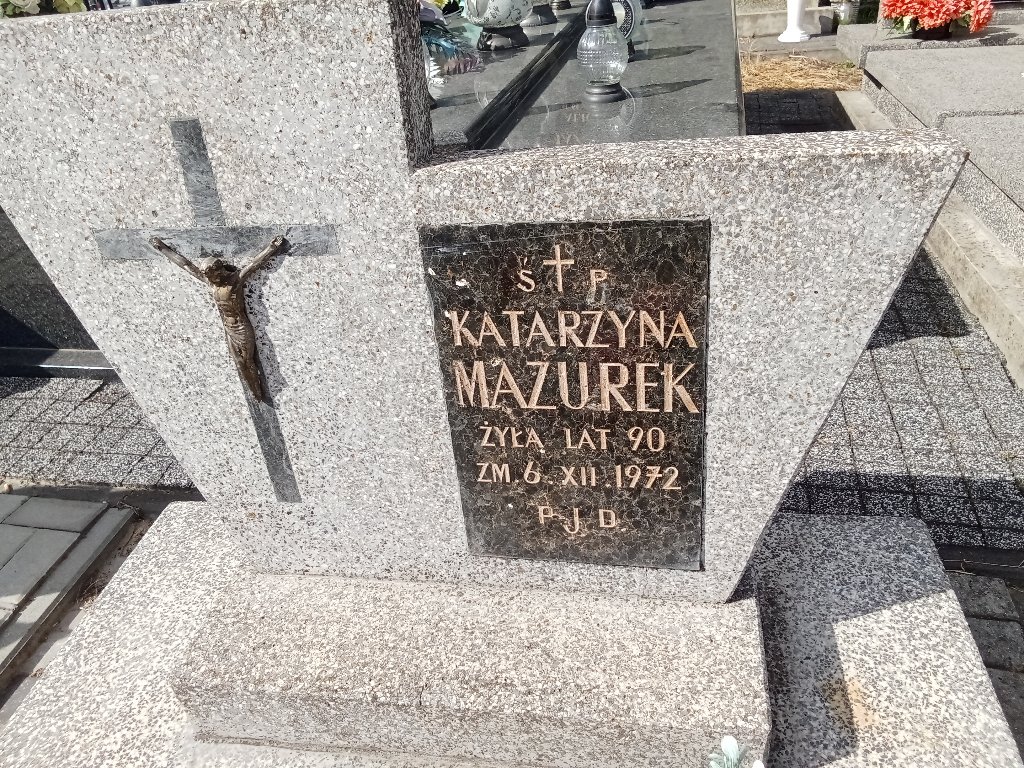 Ś P
KATARZYNA
MAZUREK
ŻYŁA LAT 90
ZM. 6. XII. 1972
P J D